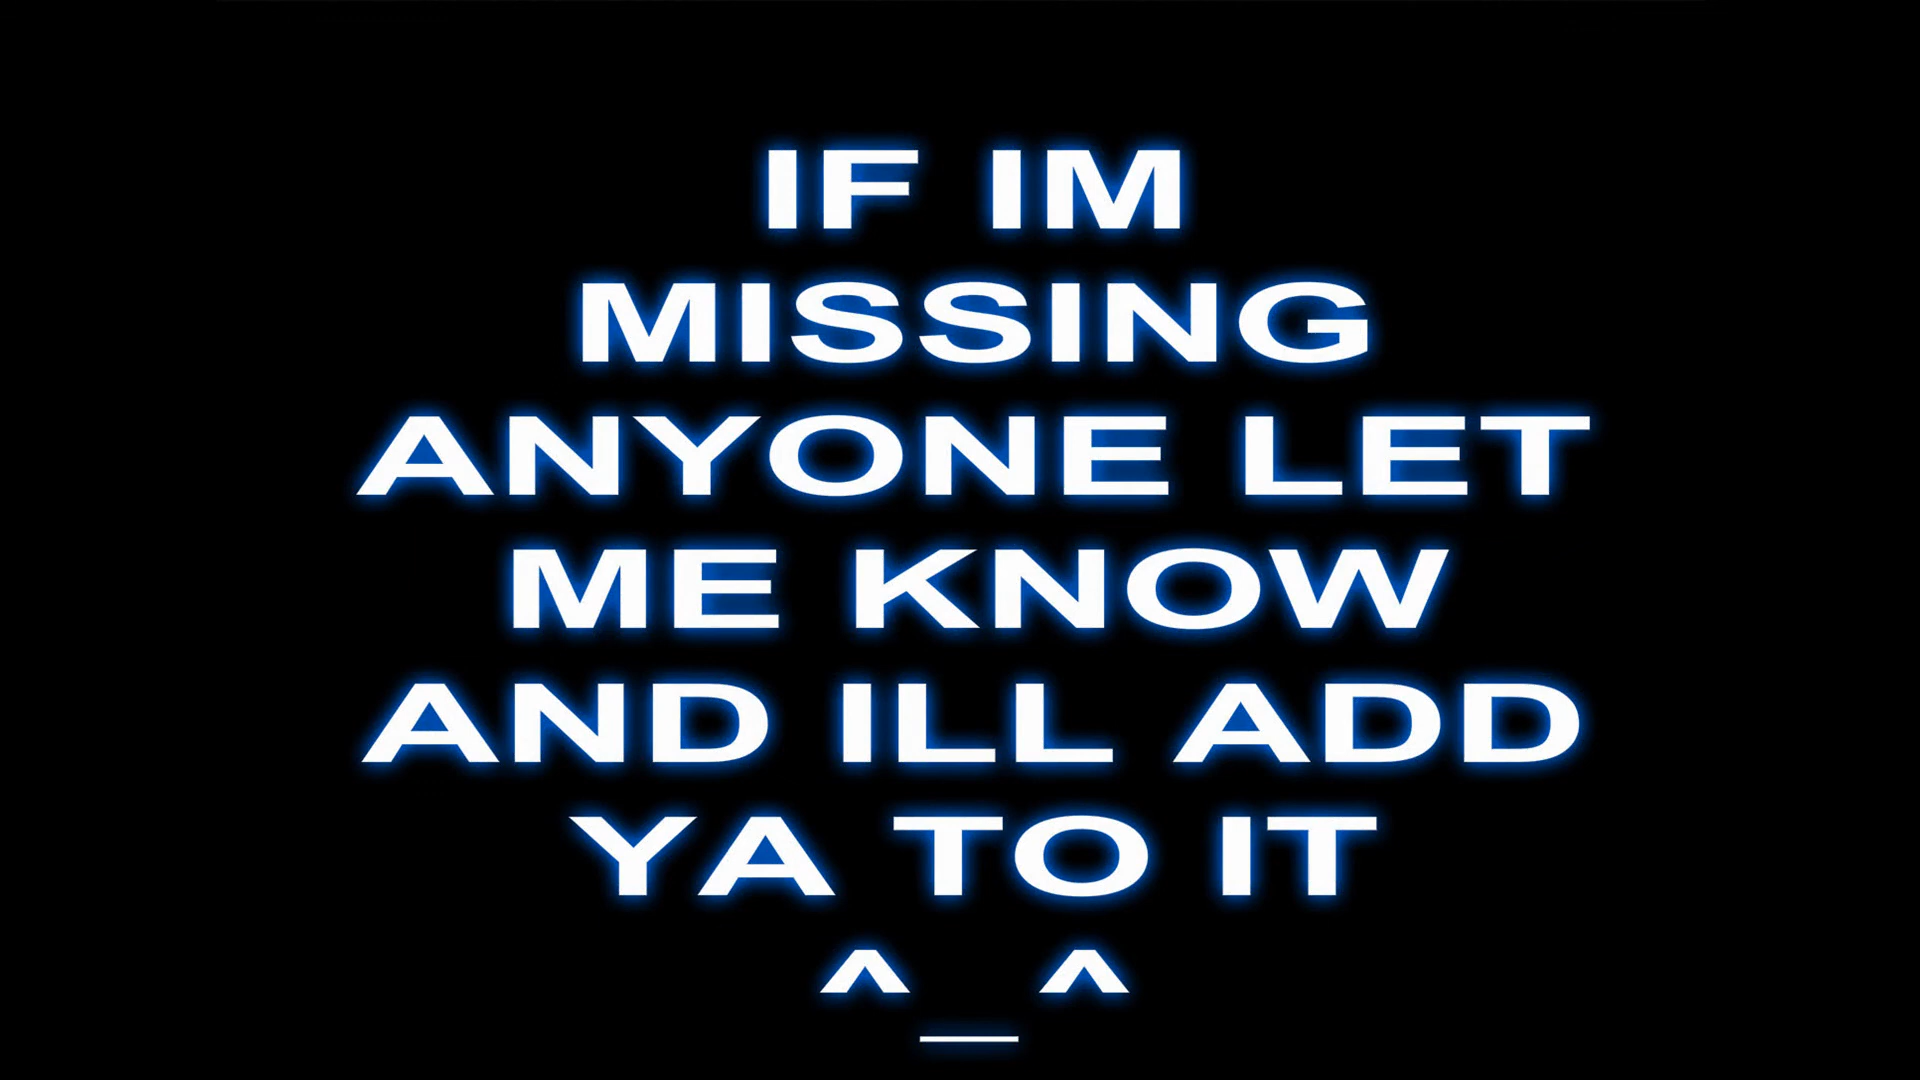 IF IM
MISSING
ANYONE LET
ME KNOW
AND ILL ADD
YA TO IT
^_^